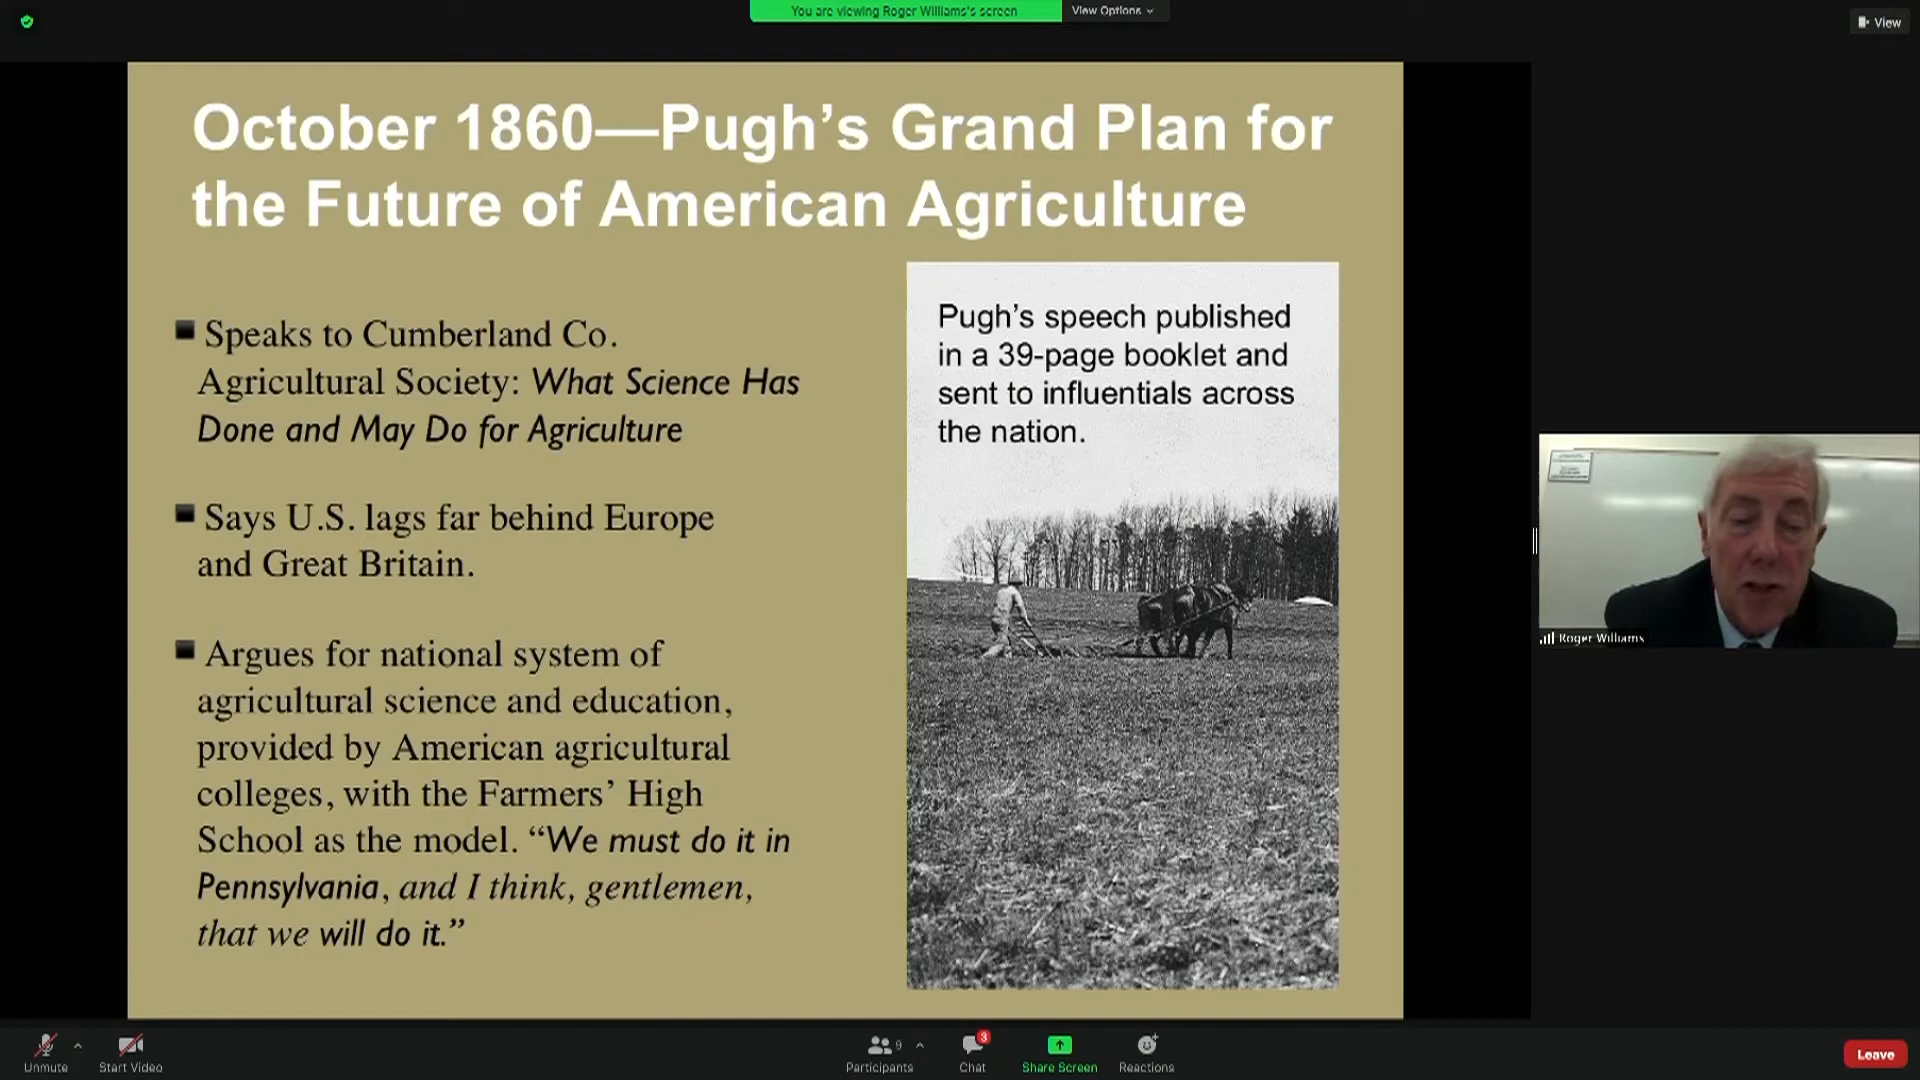 You are viewing Roger Williams's screen
View Options
View
October 1860—Pugh’s Grand Plan for
the Future of American Agriculture
Speaks to Cumberland Co.
Agricultural Society: What Science Has
Done and May Do for Agriculture
Says U.S. lags far behind Europe
and Great Britain.
Argues for national system of
agricultural science and education,
provided by American agricultural
colleges, with the Farmers’ High
School as the model. “We must do it in
Pennsylvania, and I think, gentlemen,
that we will do it.”
Pugh’s speech published
in a 39-page booklet and
sent to influentials across
the nation.
Roger Williams
Unmute
Start Video
9
Participants
3
Chat
Share Screen
Reactions
Leave